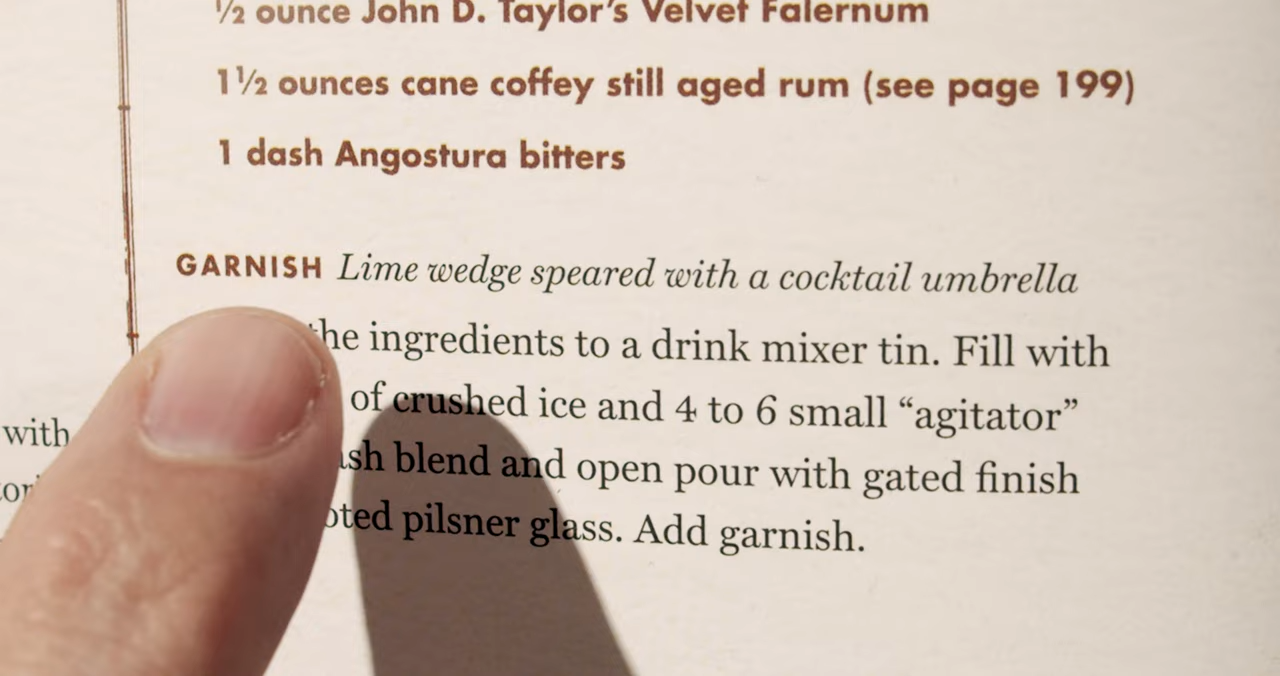 ½ ounce John D. Taylor's Velvet Falernum
1½ ounces cane coffey still aged rum (see page 199)
1 dash Angostura bitters
GARNISH Lime wedge speared with a cocktail umbrella
the ingredients to a drink mixer tin. Fill with
of crushed ice and 4 to 6 small “agitator”
blend and open pour with gated finish
pilsner glass. Add garnish.
with